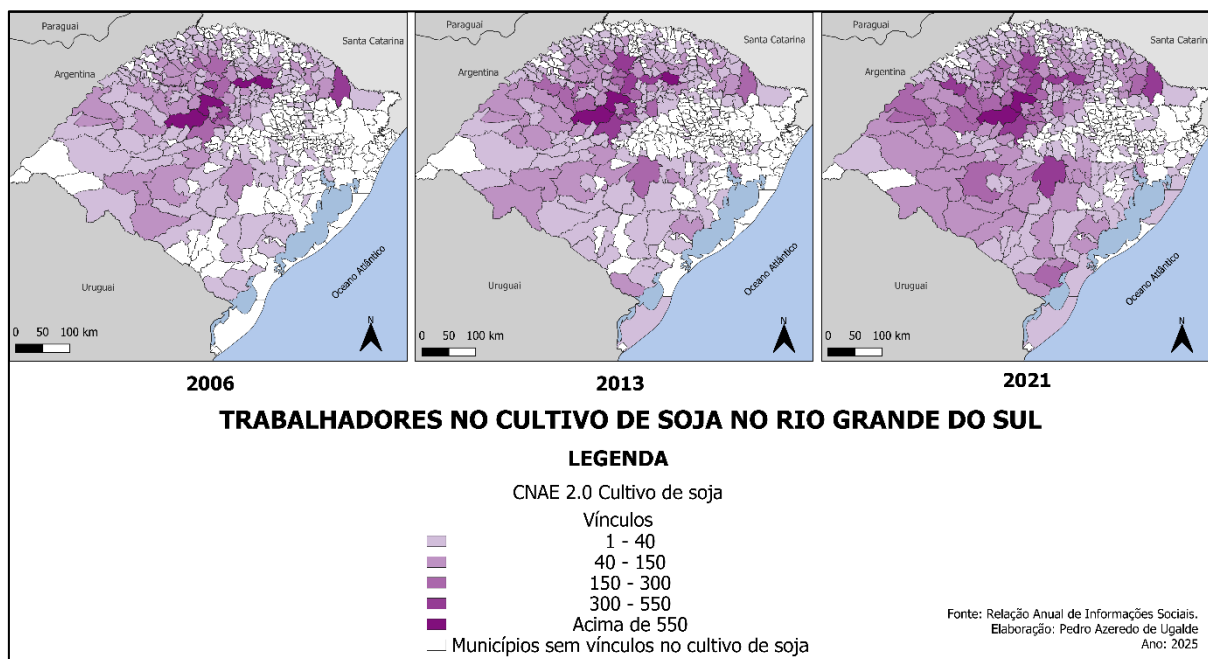 Paraguai
Santa Catarina
Argentina
Uruguai
Oceano Atlântico
0 50 100 km
N
2006
Paraguai
Santa Catarina
Argentina
Uruguai
Oceano Atlântico
0 50 100 km
N
2013
Paraguai
Santa Catarina
Argentina
Uruguai
Oceano Atlântico
0 50 100 km
N
2021
TRABALHADORES NO CULTIVO DE SOJA NO RIO GRANDE DO SUL
LEGENDA
CNAE 2.0 Cultivo de soja
Vínculos
1 - 40
40 - 150
150 - 300
300 - 550
Acima de 550
Municípios sem vínculos no cultivo de soja
Fonte: Relação Anual de Informações Sociais.
Elaboração: Pedro Azeredo de Ugalde
Ano: 2025